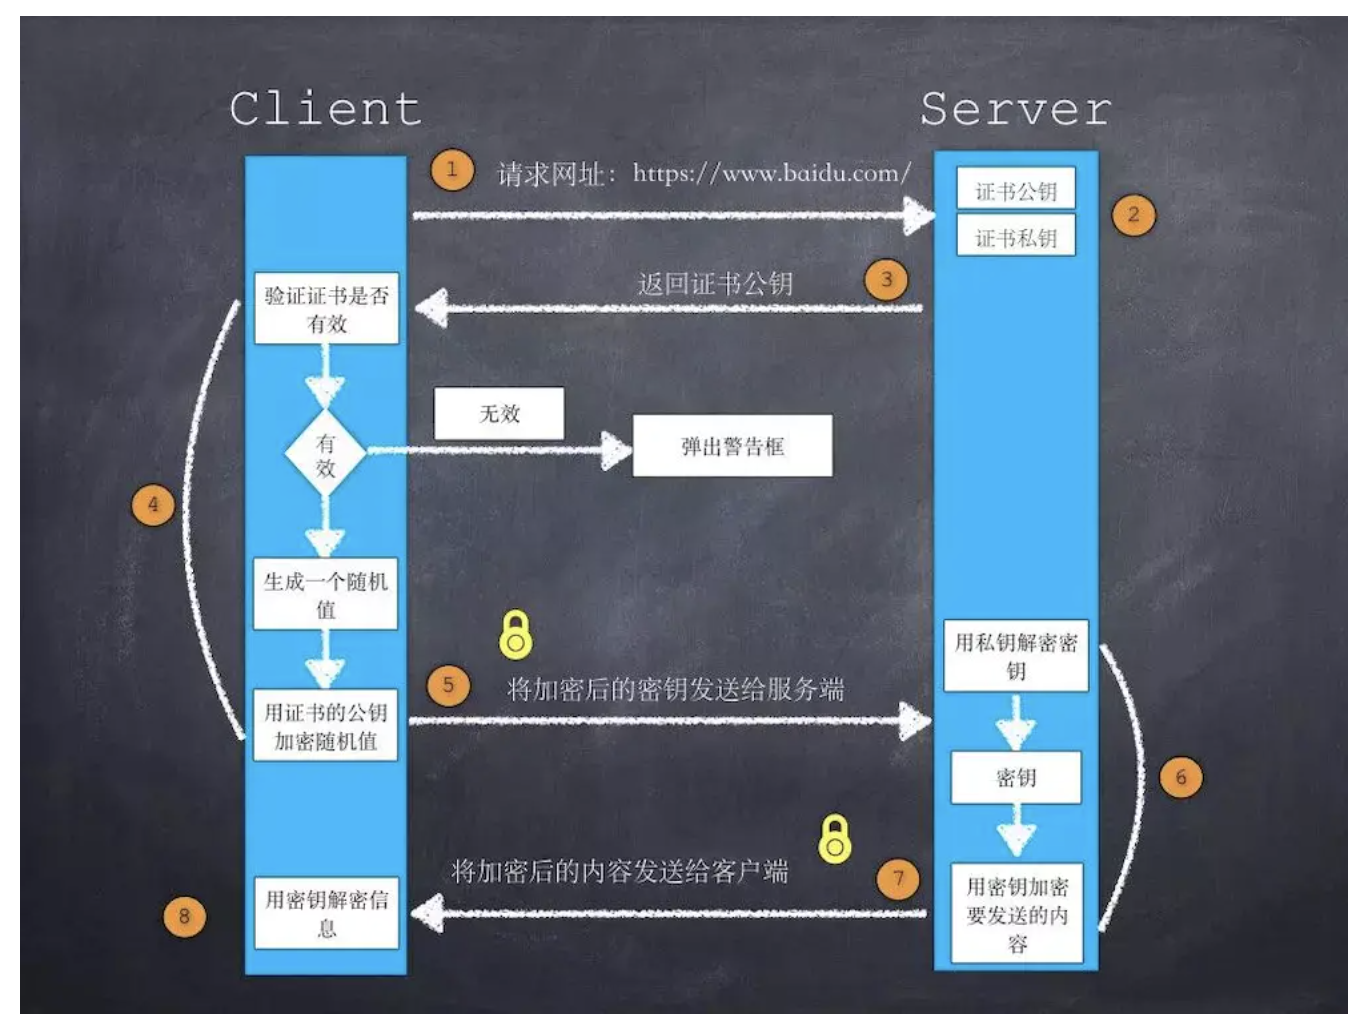 Client
Server
1
请求网址：https://www.baidu.com/
证书公钥
证书私钥
2
返回证书公钥
3
验证证书是否
有效
有
效
无效
弹出警告框
4
生成一个随机
值
用证书的公钥
加密随机值
5
将加密后的密钥发送给服务端
用私钥解密密
钥
密钥
用密钥加密
要发送的内
容
6
将加密后的内容发送给客户端
7
用密钥解密信
息
8